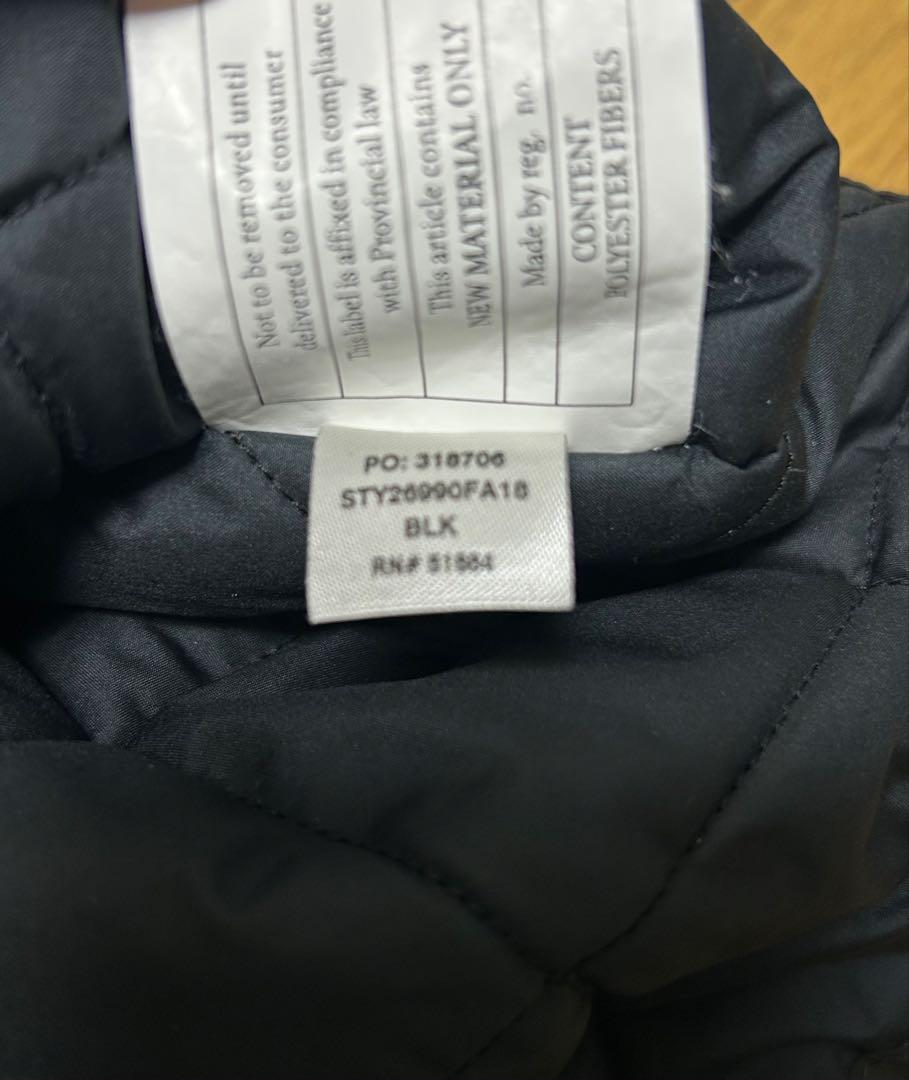 Not to be removed until
delivered to the consumer
This label is affixed in compliance
with Provincial law
This article contains
NEW MATERIAL ONLY
Made by reg. no.
CONTENT
POLYESTER FIBERS
PO: 318706
STY26990FA18
BLK
RN# 51884